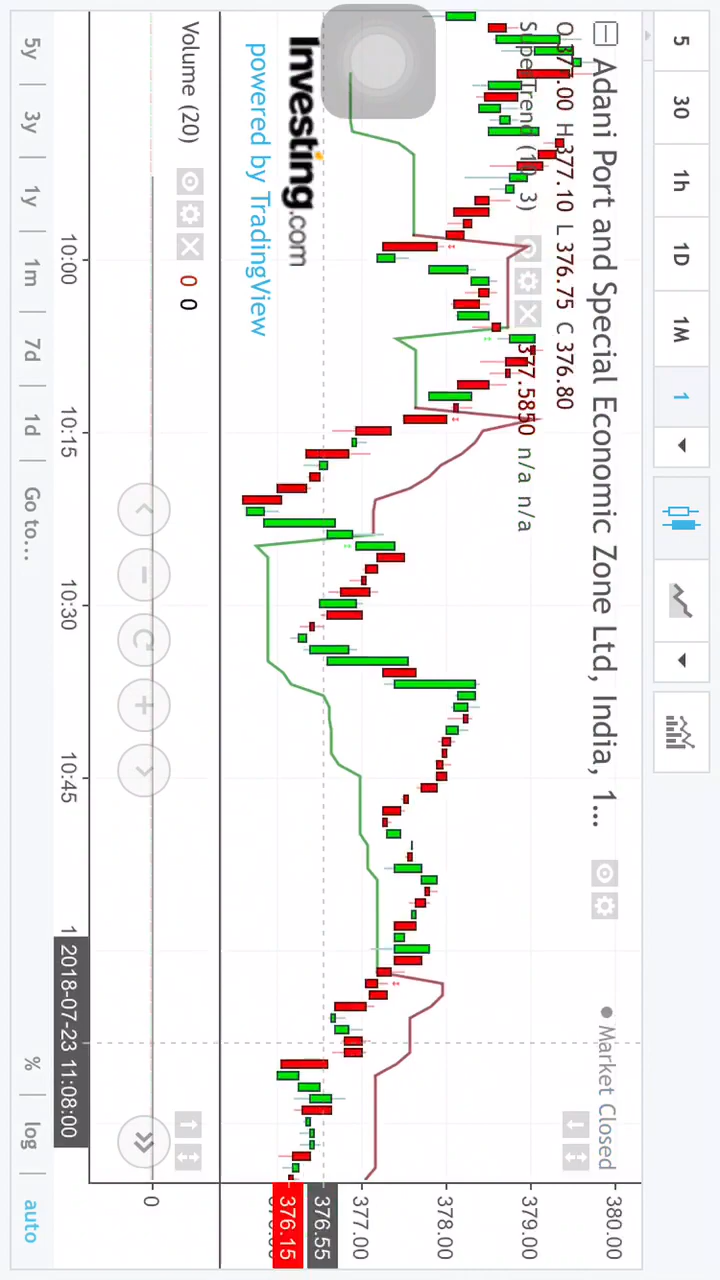 5 30 1h 1D 1M 1
Adani Port and Special Economic Zone Ltd, India, 1...
Market Closed
O 377.00 H 377.10 L 376.75 C 376.80
SuperTrend (10, 3) 377.5850 n/a n/a
380.00
379.00
378.00
377.00
376.55
376.15
Investing.com
powered by TradingView
Volume (20) 0 0
0
10:00 10:15 10:30 10:45 2018-07-23 11:08:00
5y 3y 1y 1m 7d 1d Go to... % log auto